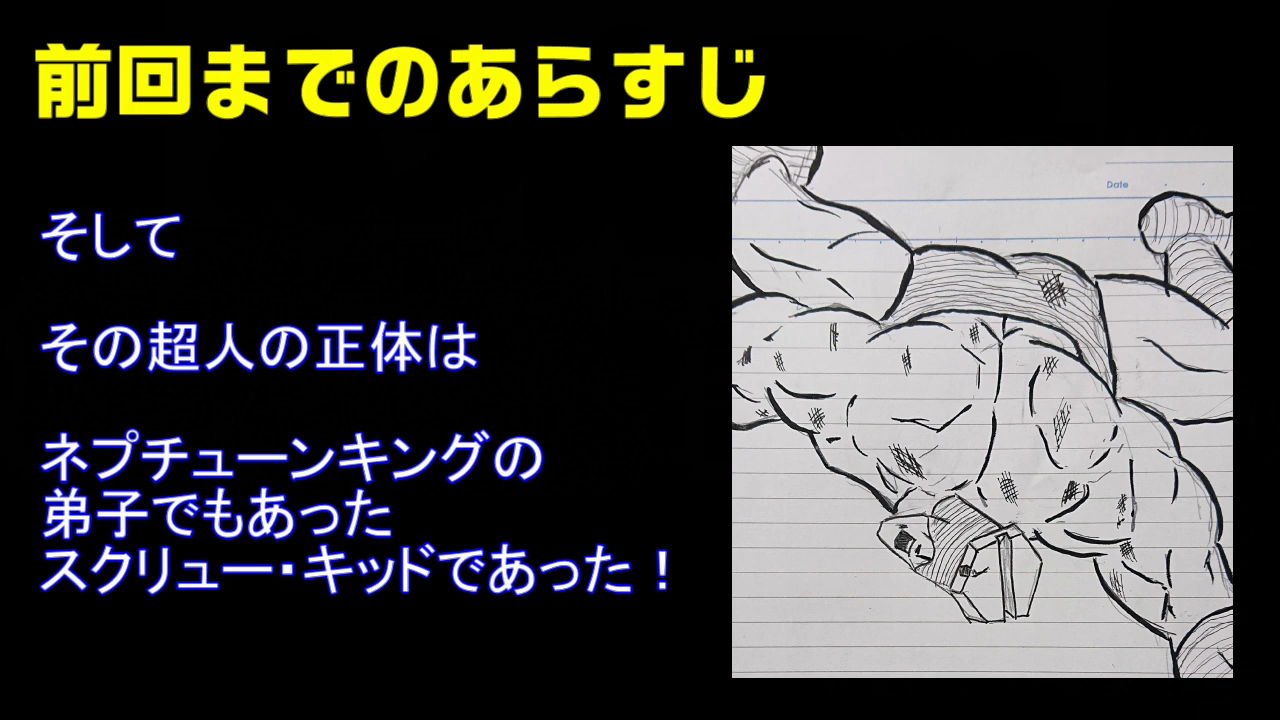 前回までのあらすじ
そして
その超人の正体は
ネプチューンキングの
弟子でもあった
スクリュー・キッドであった！
Date